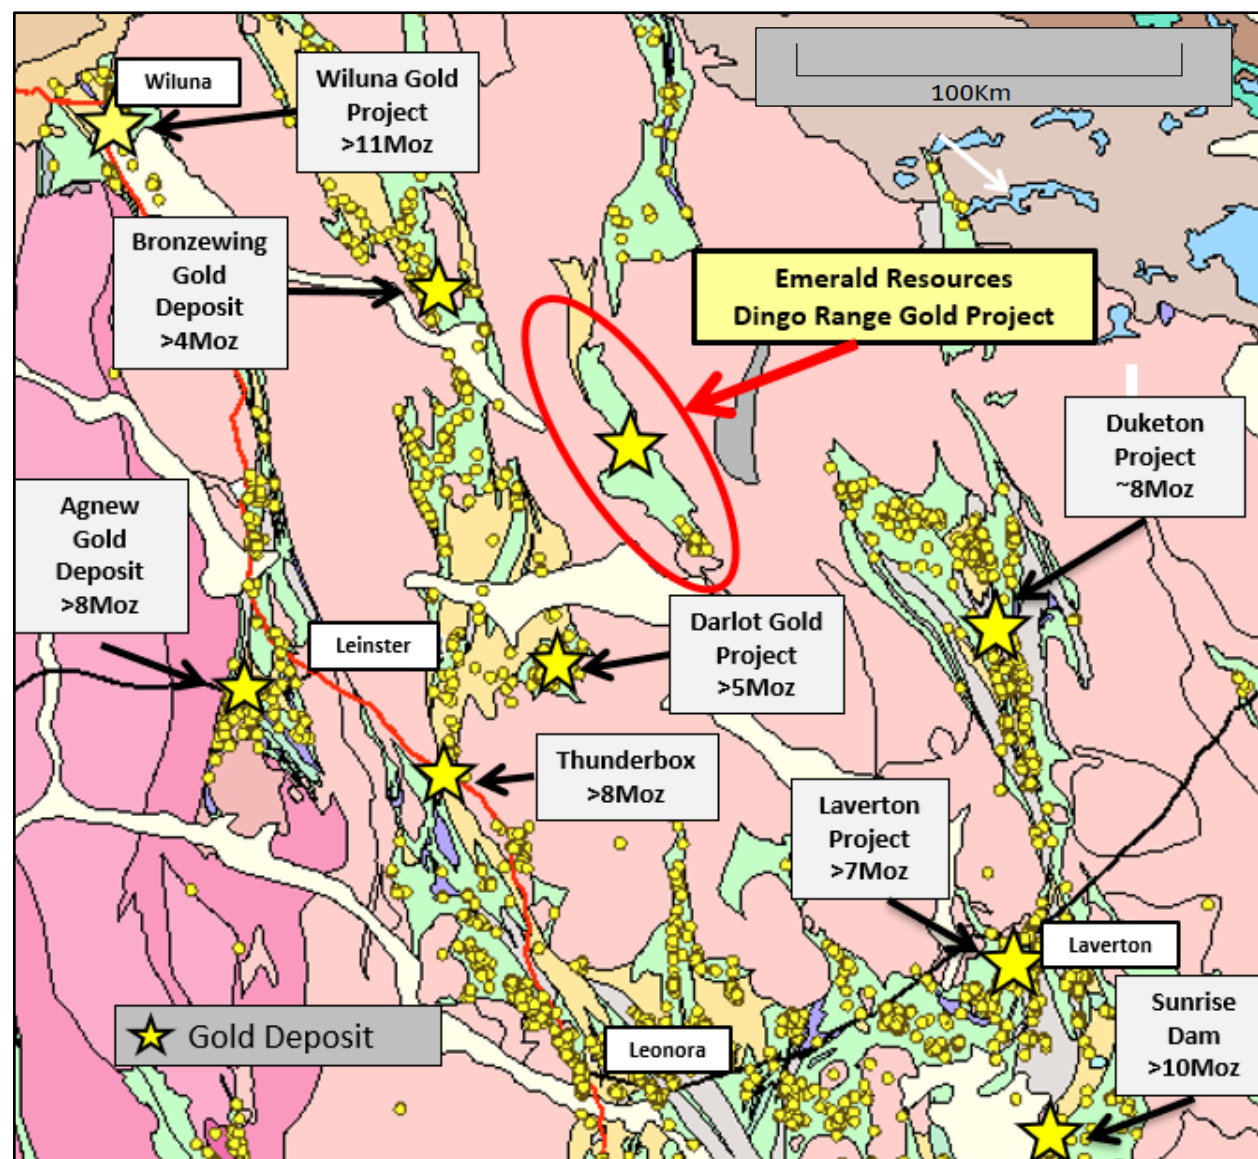 Wiluna
Wiluna Gold
Project
>11Moz
100Km
Bronzewing
Gold
Deposit
>4Moz
Emerald Resources
Dingo Range Gold Project
Duketon
Project
~8Moz
Agnew
Gold
Deposit
>8Moz
Leinster
Darlot Gold
Project
>5Moz
Thunderbox
>8Moz
Laverton
Project
>7Moz
Laverton
Sunrise
Dam
>10Moz
Gold Deposit
Leonora